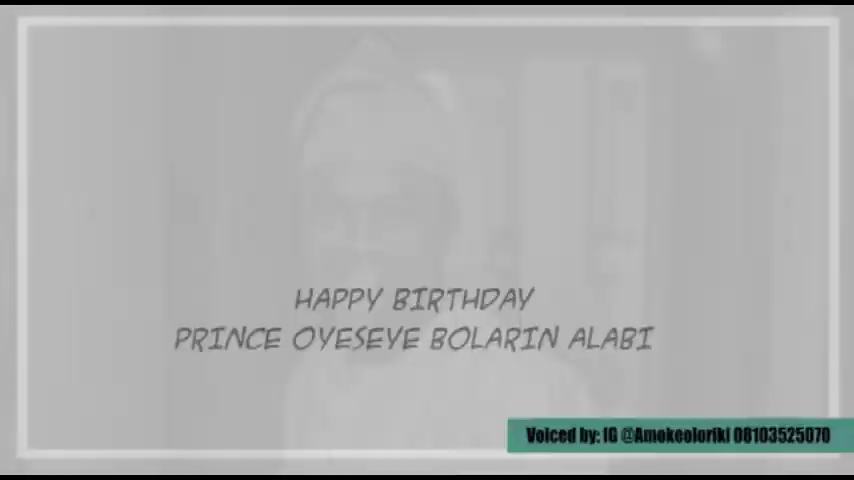 HAPPY BIRTHDAY
PRINCE OYESEYE BOLARIN ALABI
Voiced by: IG @Amokeoloriki 08103525070